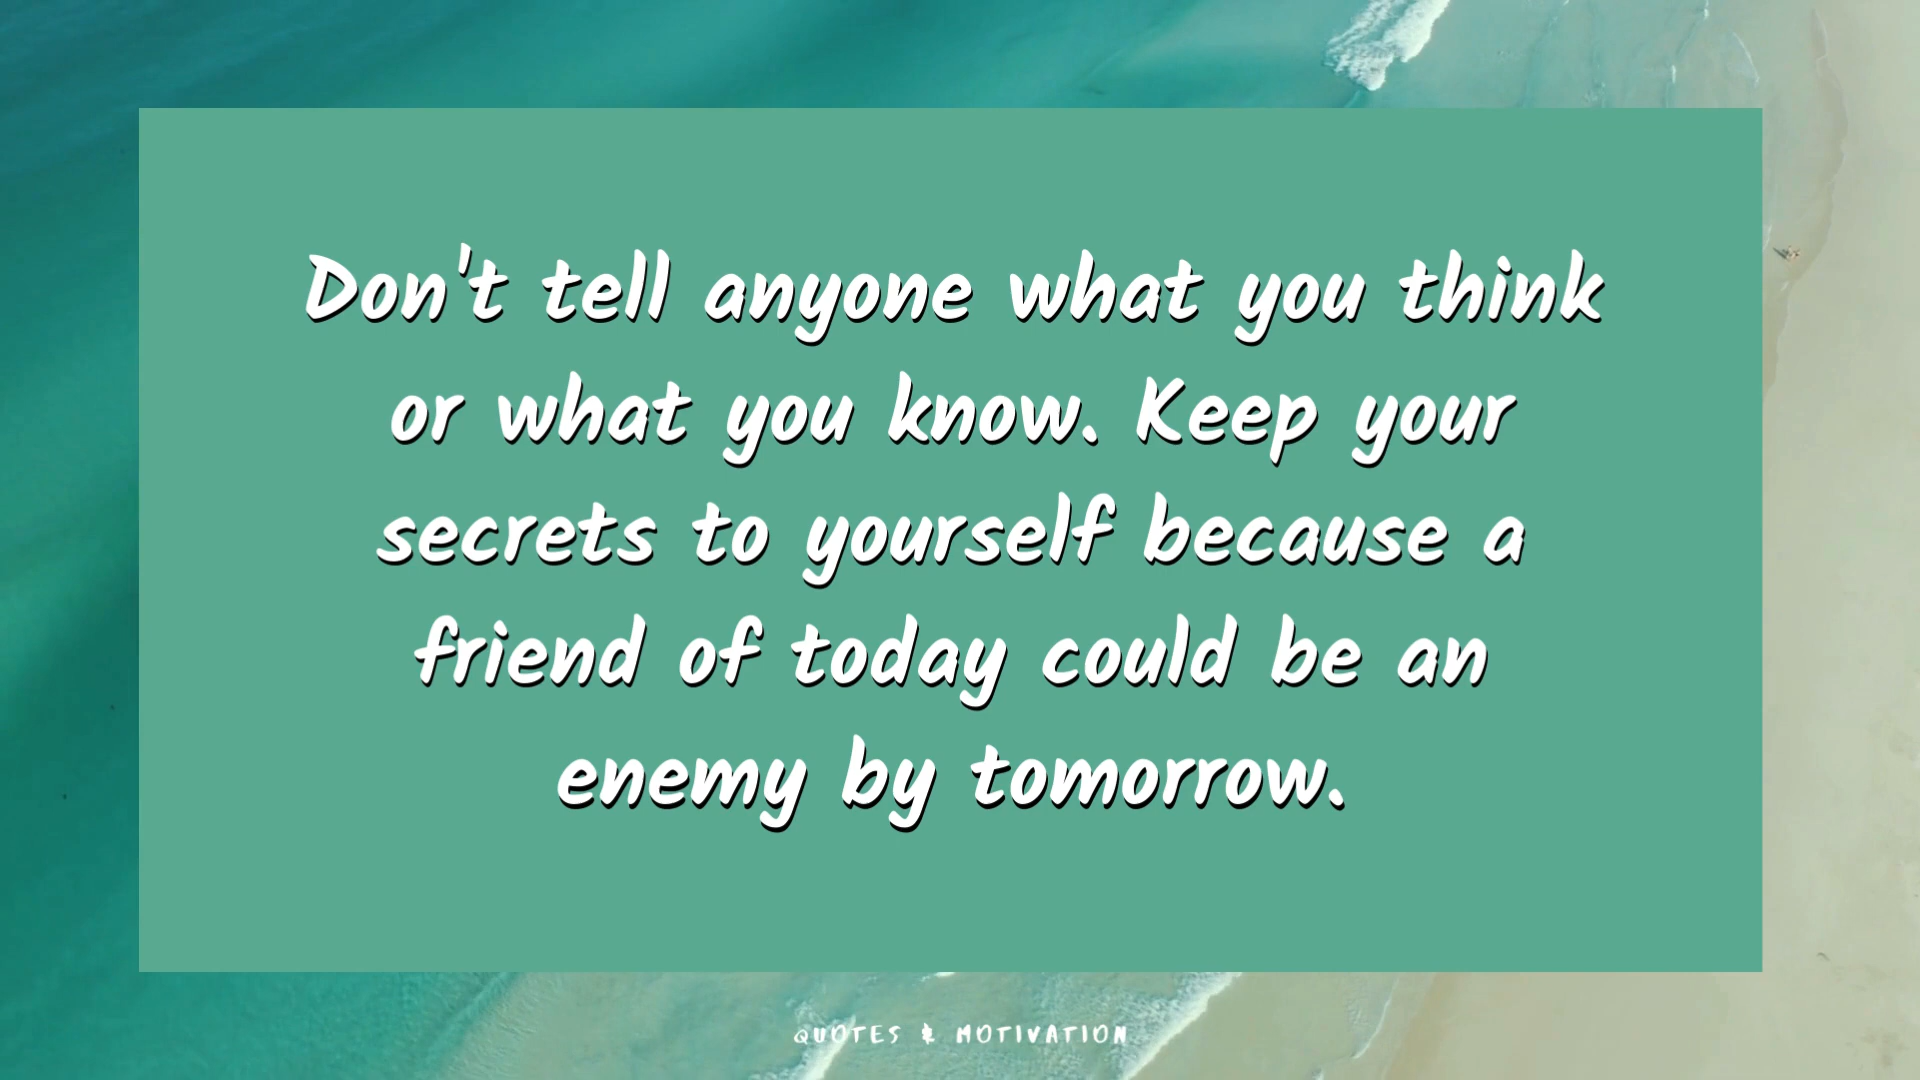 Don't tell anyone what you think
or what you know. Keep your
secrets to yourself because a
friend of today could be an
enemy by tomorrow.
QUOTES & MOTIVATION